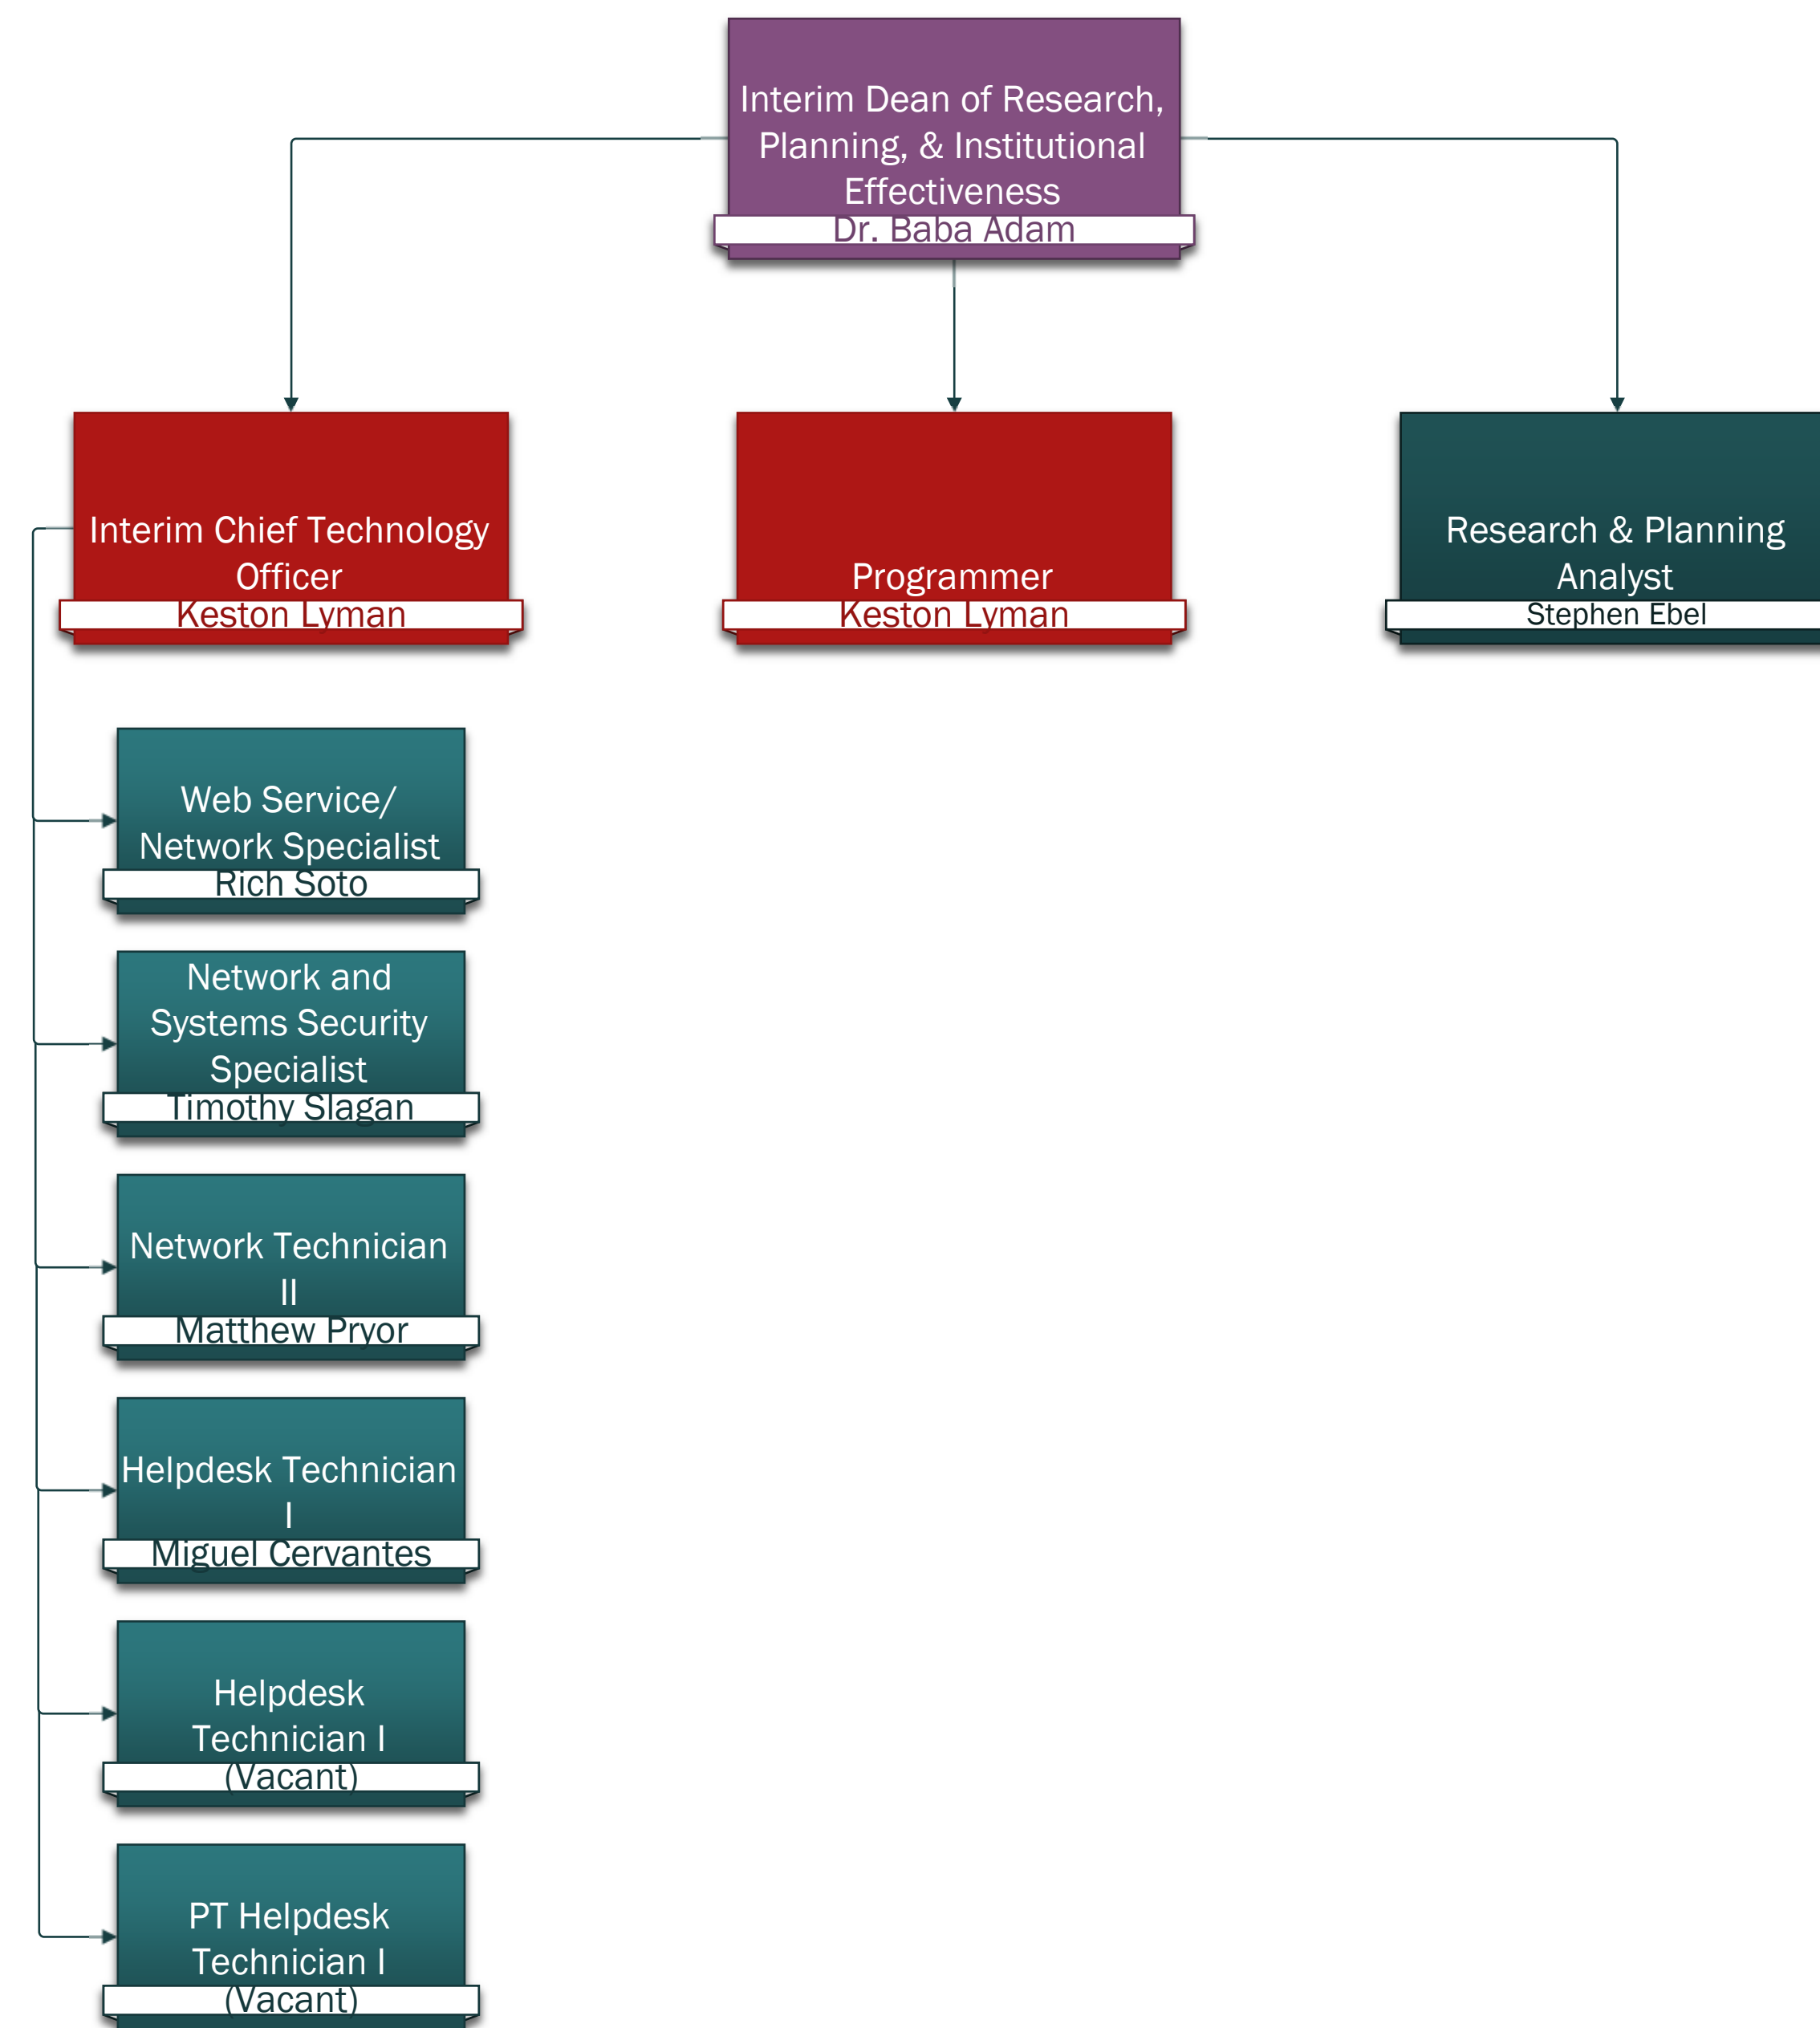 Interim Dean of Research,
Planning, & Institutional
Effectiveness
Dr. Baba Adam
Interim Chief Technology
Officer
Keston Lyman
Programmer
Keston Lyman
Research & Planning
Analyst
Stephen Ebel
Web Service/
Network Specialist
Rich Soto
Network and
Systems Security
Specialist
Timothy Slagan
Network Technician
II
Matthew Pryor
Helpdesk Technician
I
Miguel Cervantes
Helpdesk
Technician I
(Vacant)
PT Helpdesk
Technician I
(Vacant)